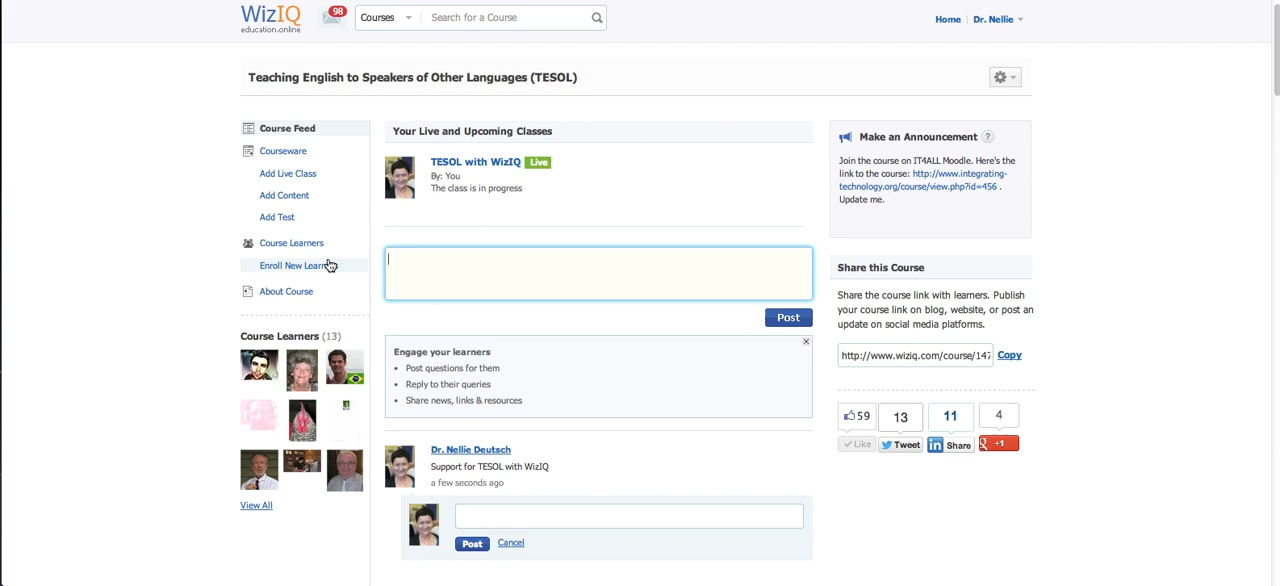 WizIQ
education.online
98
Courses
Search for a Course
Home
Dr. Nellie
Teaching English to Speakers of Other Languages (TESOL)
Course Feed
Courseware
Add Live Class
Add Content
Add Test
Course Learners
Enroll New Learn
About Course
Course Learners (13)
View All
Your Live and Upcoming Classes
TESOL with WizIQ Live
By: You
The class is in progress
Post
Engage your learners
Post questions for them
Reply to their queries
Share news, links & resources
Dr. Nellie Deutsch
Support for TESOL with WizIQ
a few seconds ago
Post Cancel
Make an Announcement ?
Join the course on IT4ALL Moodle. Here's the
link to the course: http://www.integrating-
technology.org/course/view.php?id=456 .
Update me.
Share this Course
Share the course link with learners. Publish
your course link on blog, website, or post an
update on social media platforms.
http://www.wiziq.com/course/147 Copy
59 13 11 4
Like Tweet in Share g +1